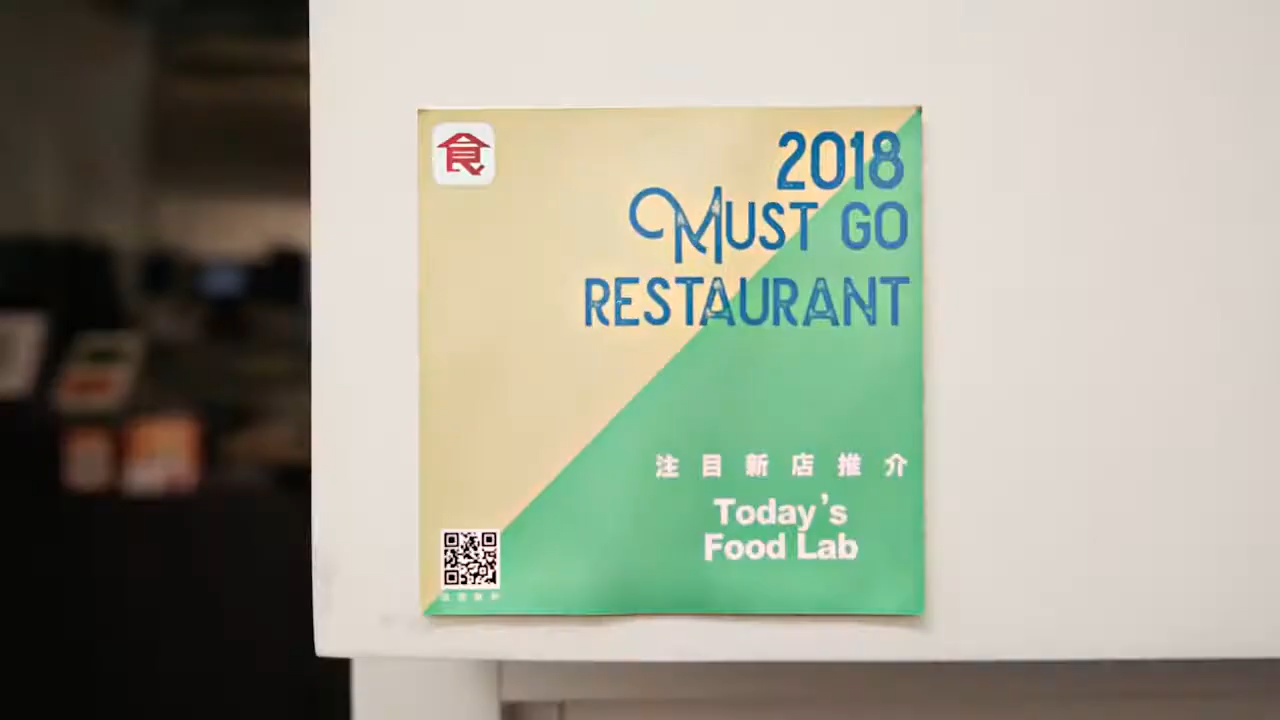 食
2018
MUST GO
RESTAURANT
注目新店推介
Today's
Food Lab